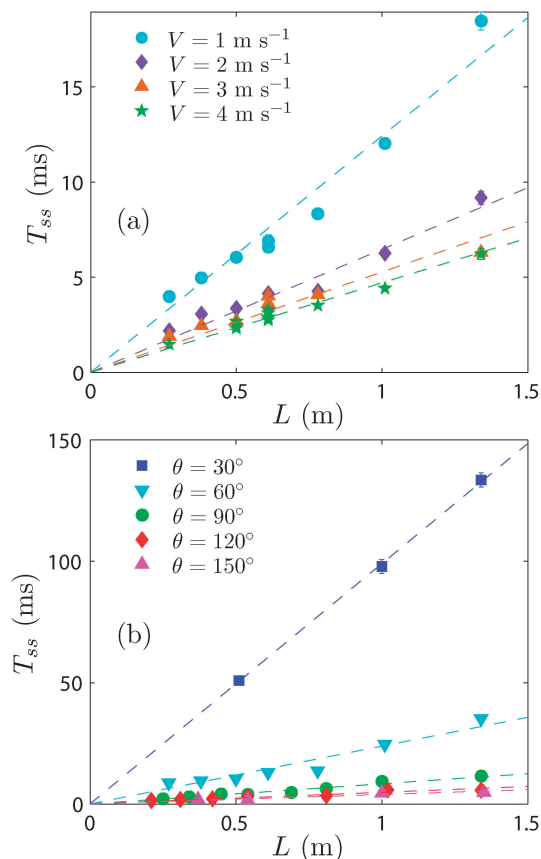 15
10
5
0
T_ss (ms)
(a)
V = 1 m s⁻¹
V = 2 m s⁻¹
V = 3 m s⁻¹
V = 4 m s⁻¹
0 0.5 1 1.5
L (m)
150
100
50
0
T_ss (ms)
(b)
θ = 30°
θ = 60°
θ = 90°
θ = 120°
θ = 150°
0 0.5 1 1.5
L (m)